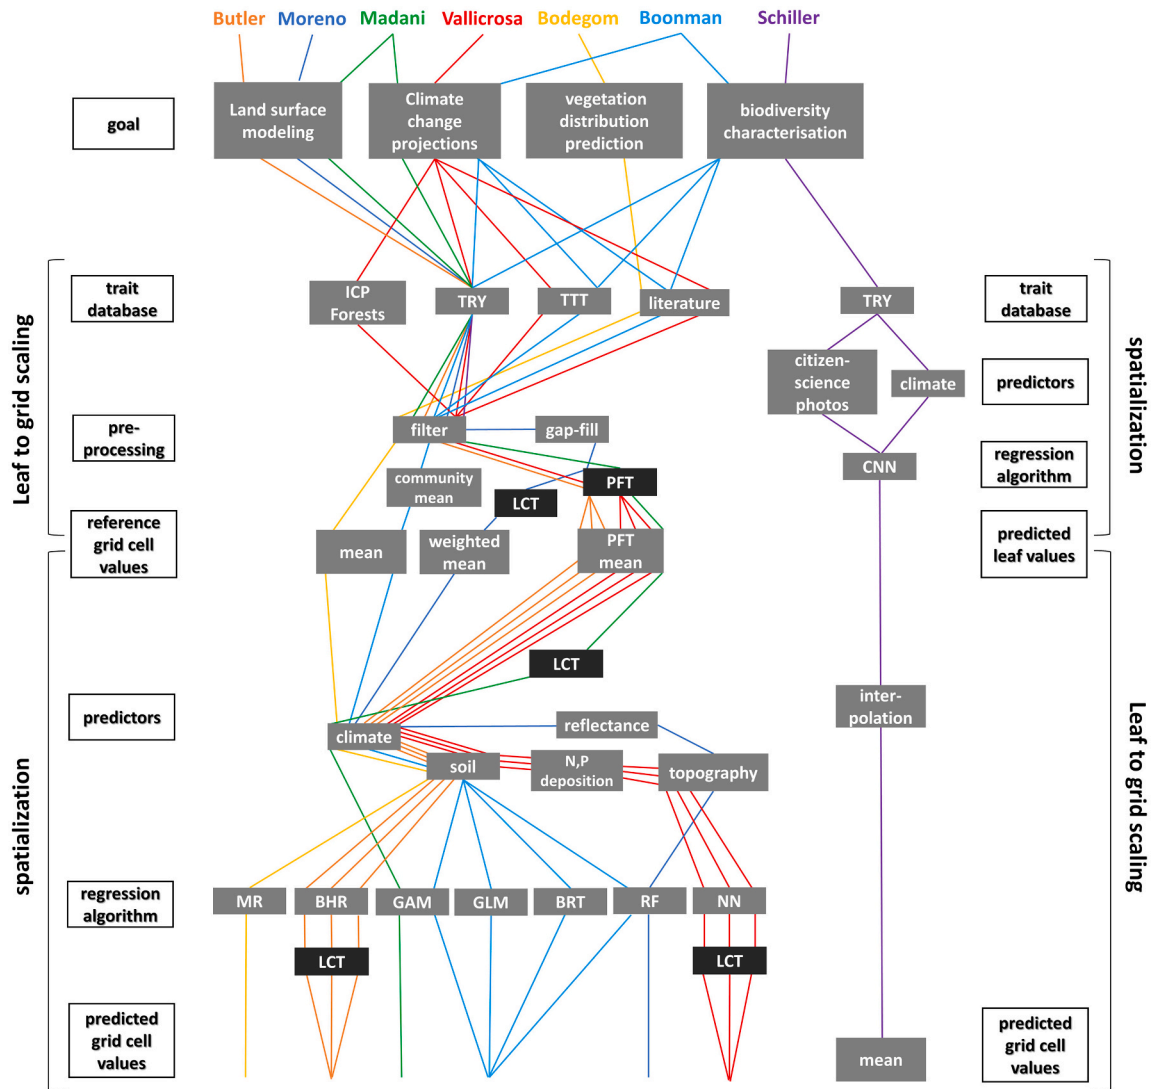 Butler Moreno Madani Vallicrosa Bodegom Boonman Schiller
goal
Land surface
modeling
Climate
change
projections
vegetation
distribution
prediction
biodiversity
characterisation
Leaf to grid scaling
trait
database
ICP
Forests
TRY
TTT
literature
TRY
trait
database
spatialization
citizen-
science
photos
climate
predictors
pre-
processing
filter
gap-fill
CNN
regression
algorithm
community
mean
LCT
PFT
reference
grid cell
values
mean
weighted
mean
PFT
mean
predicted
leaf values
LCT
spatialization
predictors
climate
reflectance
soil
N,P
deposition
topography
inter-
polation
Leaf to grid scaling
regression
algorithm
MR
BHR
GAM
GLM
BRT
RF
NN
LCT
LCT
predicted
grid cell
values
mean
predicted
grid cell
values